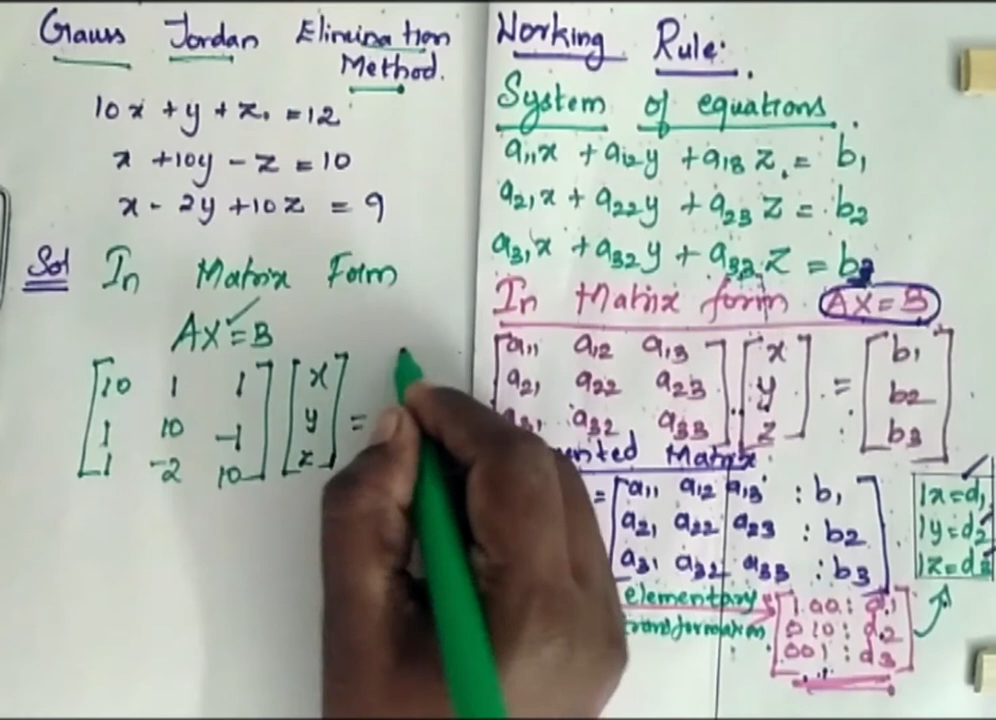 Gauss Jordan Elimination
Method.
10x + y + z = 12
x + 10y - z = 10
x - 2y + 10z = 9
Sol In Matrix Form
AX = B
[10 1 1] [x]
[1 10 -1] [y] =
[1 -2 10] [z]
Working Rule:
System of equations.
a11x + a12y + a13z = b1
a21x + a22y + a23z = b2
a31x + a32y + a33z = b3
In Matrix form AX = B
[a11 a12 a13] [x] [b1]
[a21 a22 a23] [y] = [b2]
a32 a33] [z] [b3]
Matrix
= [a11 a12 a13 : b1]
[a21 a22 a23 : b2]
[a31 a32 a33 : b3]
1x = d1
1y = d2
1z = d3
elementary
transformation
[1 0 0 : d1]
[0 1 0 : d2]
[0 0 1 : d3]